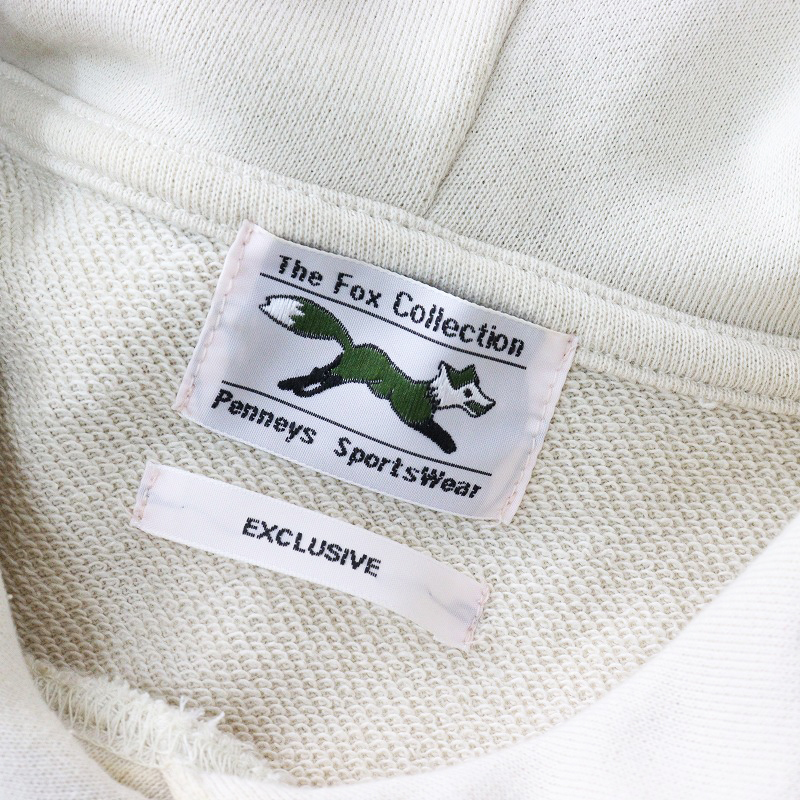 The Fox Collection
Penneys SportsWear
EXCLUSIVE